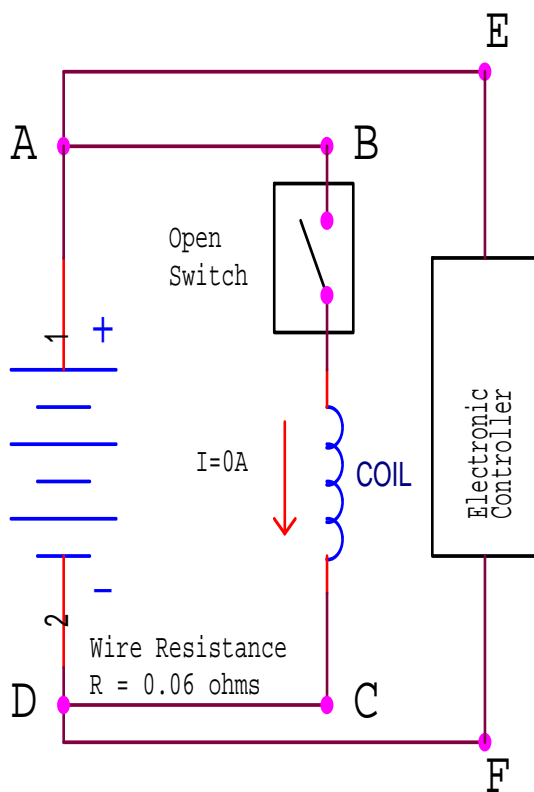 E
A
B
Open
Switch
+
1
Electronic
Controller
I=0A
COIL
−
2
Wire Resistance
R = 0.06 ohms
D
C
F